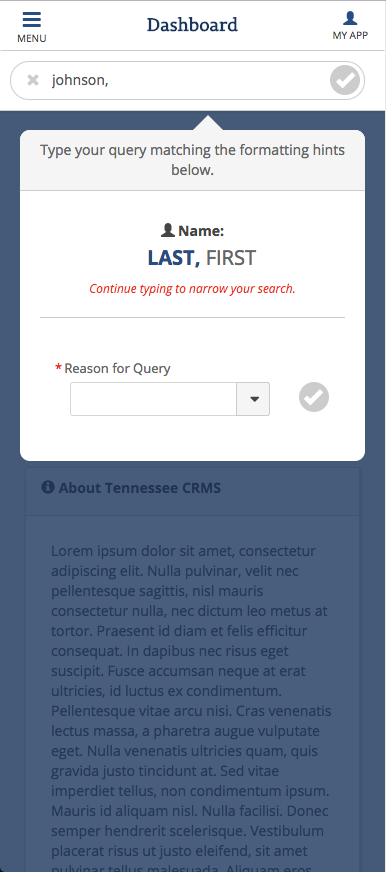 Dashboard
MENU
MY APP
johnson,
Type your query matching the formatting hints
below.
Name:
LAST, FIRST
Continue typing to narrow your search.
* Reason for Query
About Tennessee CRMS
Lorem ipsum dolor sit amet, consectetur
adipiscing elit. Nulla pulvinar, velit nec
pellentesque sagittis, nisl mauris
consectetur nulla, nec dictum leo metus at
tortor. Praesent id diam et felis efficitur
consequat. In dapibus nec risus eget
suscipit. Fusce accumsan neque at erat
ultricies, id luctus ex condimentum.
Pellentesque vitae arcu nisi. Cras venenatis
lectus massa, a pharetra augue vulputate
eget. Nulla venenatis ultricies quam, quis
gravida justo tincidunt at. Sed vitae
imperdiet tellus, non condimentum ipsum.
Mauris id aliquam nisl. Nulla facilisi. Donec
semper hendrerit scelerisque. Vestibulum
placerat risus ut justo eleifend, sit amet
pulvinar tellus malesuada. Aliquam eros